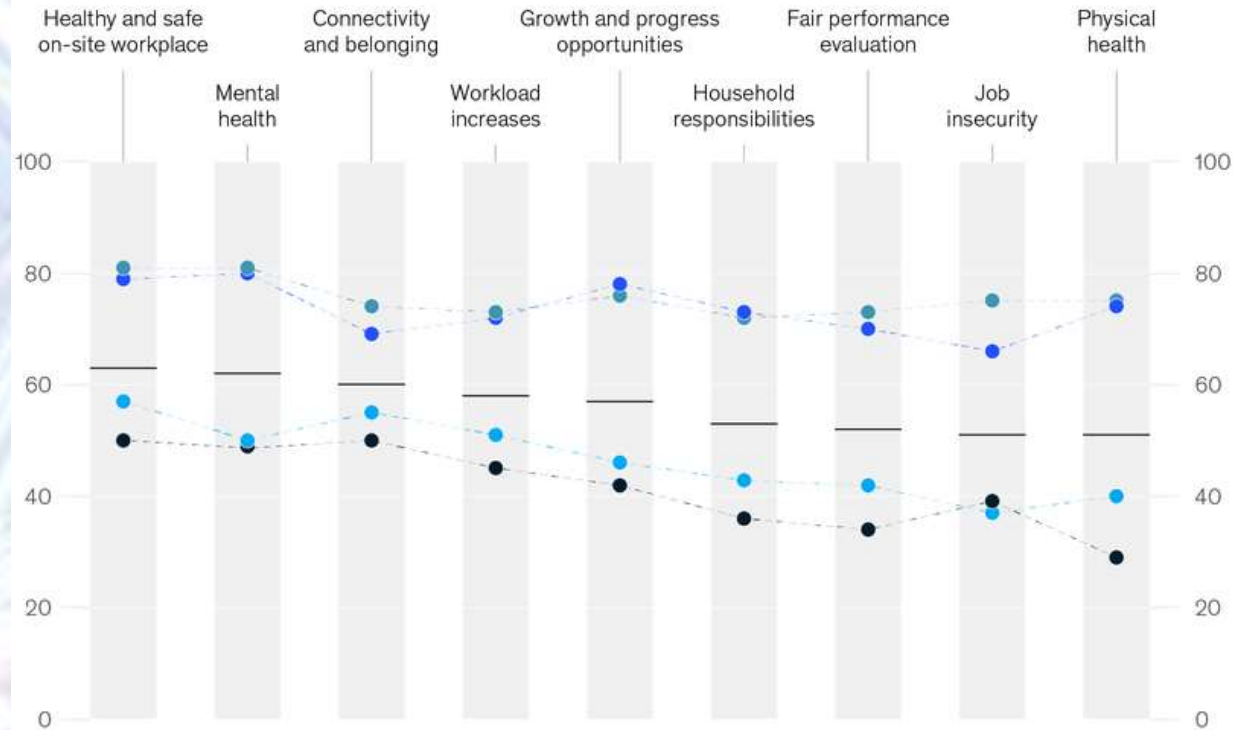 Healthy and safe
on-site workplace
Connectivity
and belonging
Growth and progress
opportunities
Fair performance
evaluation
Physical
health
Mental
health
Workload
increases
Household
responsibilities
Job
insecurity
100
100
80
80
60
60
40
40
20
20
0
0